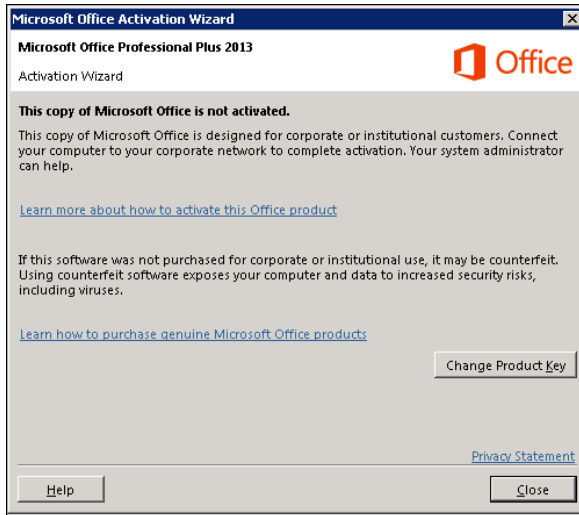 Microsoft Office Activation Wizard
Microsoft Office Professional Plus 2013
Office
Activation Wizard
This copy of Microsoft Office is not activated.
This copy of Microsoft Office is designed for corporate or institutional customers. Connect
your computer to your corporate network to complete activation. Your system administrator
can help.
Learn more about how to activate this Office product
If this software was not purchased for corporate or institutional use, it may be counterfeit.
Using counterfeit software exposes your computer and data to increased security risks,
including viruses.
Learn how to purchase genuine Microsoft Office products
Change Product Key
Privacy Statement
Help
Close